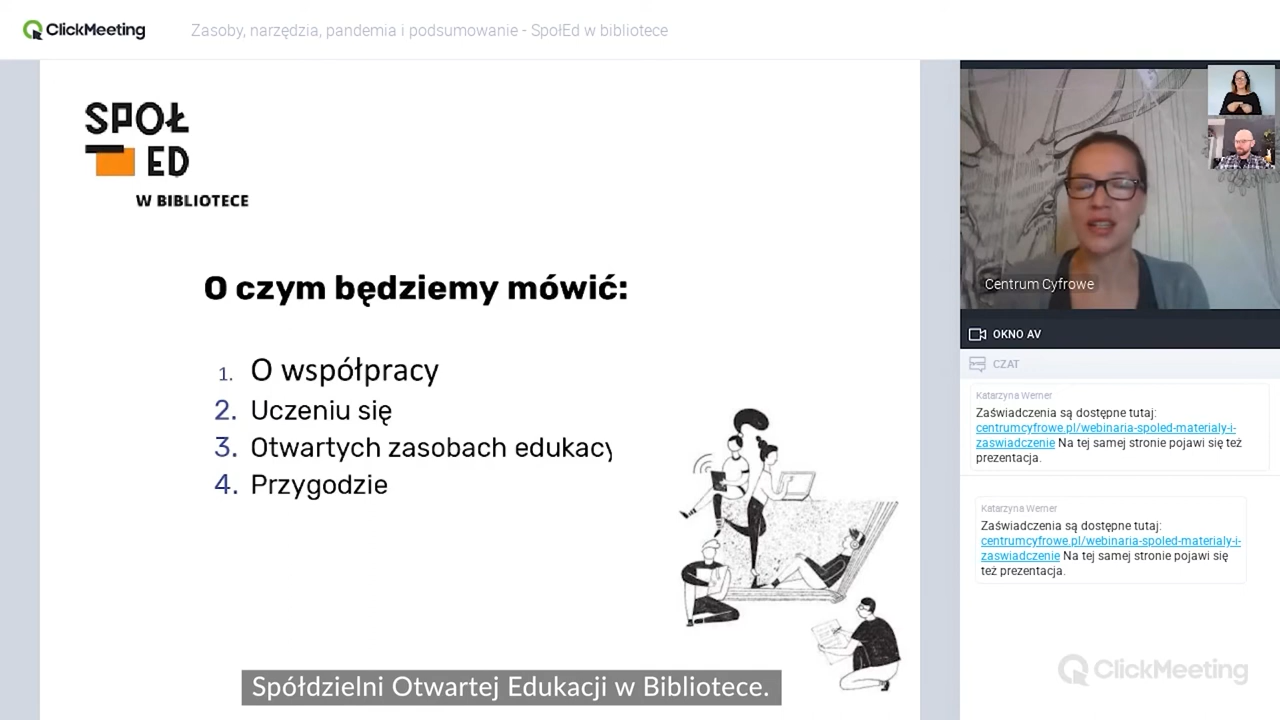 ClickMeeting
Zasoby, narzędzia, pandemia i podsumowanie - SpołEd w bibliotece
SPOŁ
ED
W BIBLIOTECE
O czym będziemy mówić:
1. O współpracy
2. Uczeniu się
3. Otwartych zasobach edukacy
4. Przygodzie
Spółdzielni Otwartej Edukacji w Bibliotece.
Centrum Cyfrowe
OKNO AV
CZAT
Katarzyna Werner
Zaświadczenia są dostępne tutaj:
centrumcyfrowe.pl/webinaria-spoled-materialy-i-
zaswiadczenie Na tej samej stronie pojawi się też
prezentacja.
Katarzyna Werner
Zaświadczenia są dostępne tutaj:
centrumcyfrowe.pl/webinaria-spoled-materialy-i-
zaswiadczenie Na tej samej stronie pojawi się
też prezentacja.
ClickMeeting